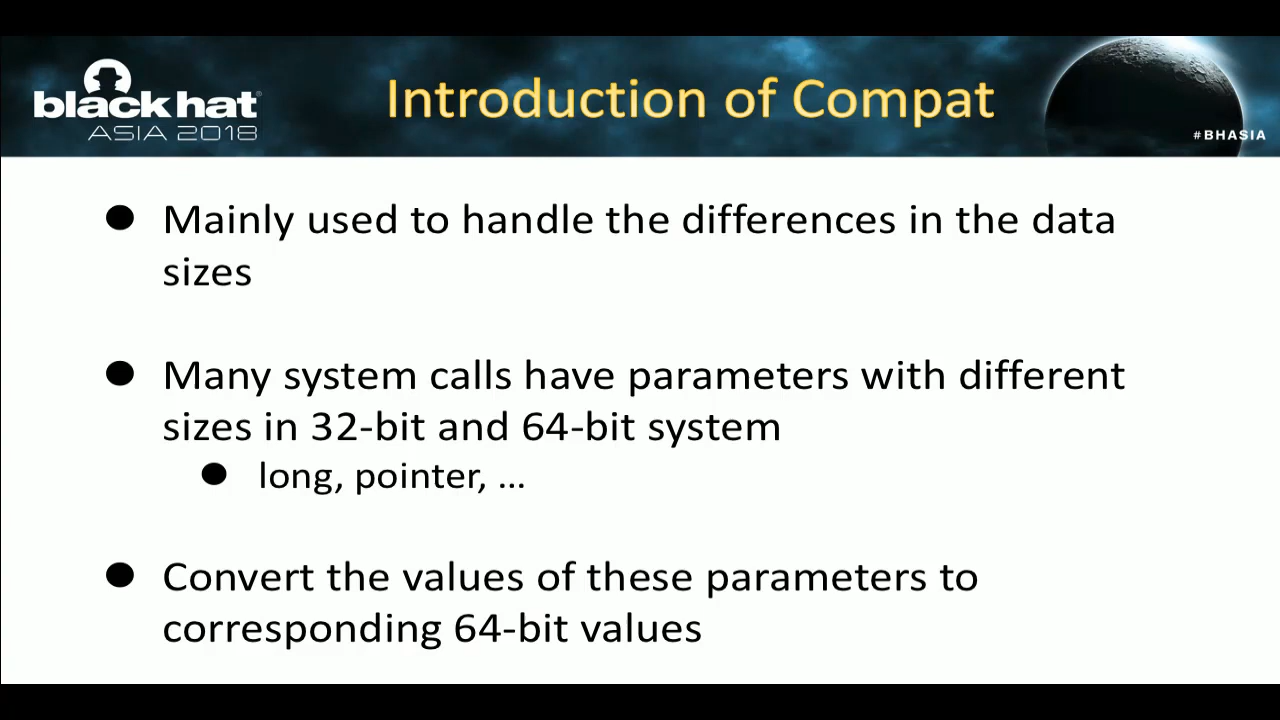 black hat
ASIA 2018
Introduction of Compat
#BHASIA
● Mainly used to handle the differences in the data
sizes
● Many system calls have parameters with different
sizes in 32-bit and 64-bit system
● long, pointer, ...
● Convert the values of these parameters to
corresponding 64-bit values